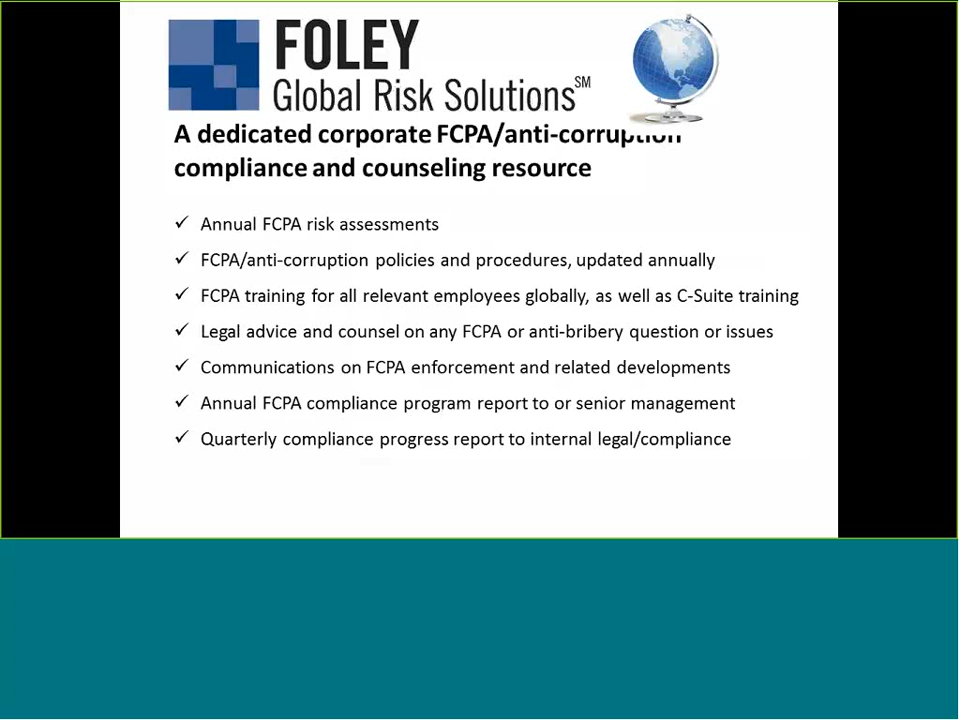 FOLEY
Global Risk Solutions℠
A dedicated corporate FCPA/anti-corruption
compliance and counseling resource
✓ Annual FCPA risk assessments
✓ FCPA/anti-corruption policies and procedures, updated annually
✓ FCPA training for all relevant employees globally, as well as C-Suite training
✓ Legal advice and counsel on any FCPA or anti-bribery question or issues
✓ Communications on FCPA enforcement and related developments
✓ Annual FCPA compliance program report to or senior management
✓ Quarterly compliance progress report to internal legal/compliance